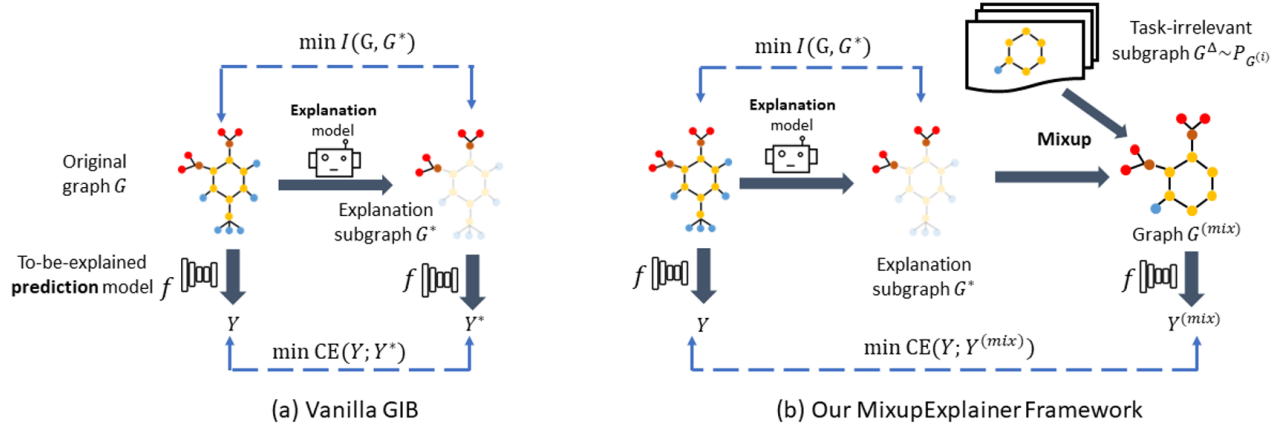 min I(G, G*)
Explanation
model
Original
graph G
Explanation
subgraph G*
To-be-explained
prediction model
f
f
Y
Y*
min CE(Y; Y*)
(a) Vanilla GIB
min I(G, G*)
Task-irrelevant
subgraph G^Δ~P_{G^(i)}
Explanation
model
Mixup
Graph G^(mix)
Explanation
subgraph G*
f
f
Y
Y^(mix)
min CE(Y; Y^(mix))
(b) Our MixupExplainer Framework